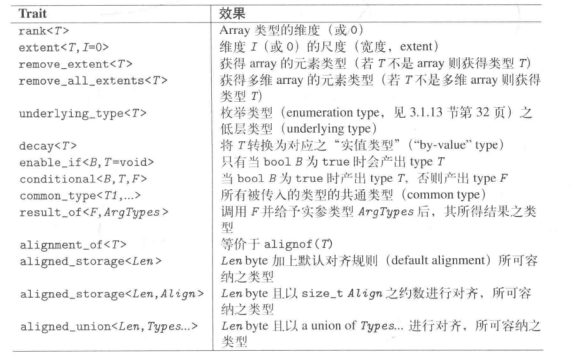 Trait 效果
rank<T> Array 类型的维度（或 0）
extent<T,I=0> 维度 I（或 0）的尺度（宽度，extent）
remove_extent<T> 获得 array 的元素类型（若 T 不是 array 则获得类型 T）
remove_all_extents<T> 获得多维 array 的元素类型（若 T 不是多维 array 则获得
类型 T）
underlying_type<T> 枚举类型（enumeration type，见 3.1.13 节第 32 页）之
低层类型（underlying type）
decay<T> 将 T 转换为对应之“实值类型”（“by-value” type）
enable_if<B,T=void> 只有当 bool B 为 true 时会产出 type T
conditional<B,T,F> 当 bool B 为 true 时产出 type T，否则产出 type F
common_type<T1,...> 所有被传入的类型的共通类型（common type）
result_of<F,ArgTypes> 调用 F 并给予实参类型 ArgTypes 后，其所得结果之类
型
alignment_of<T> 等价于 alignof(T)
aligned_storage<Len> Len byte 加上默认对齐规则（default alignment）所可容
纳之类型
aligned_storage<Len,Align> Len byte 且以 size_t Align 之约数进行对齐，所可容
纳之类型
aligned_union<Len,Types...> Len byte 且以 a union of Types... 进行对齐，所可容纳之
类型